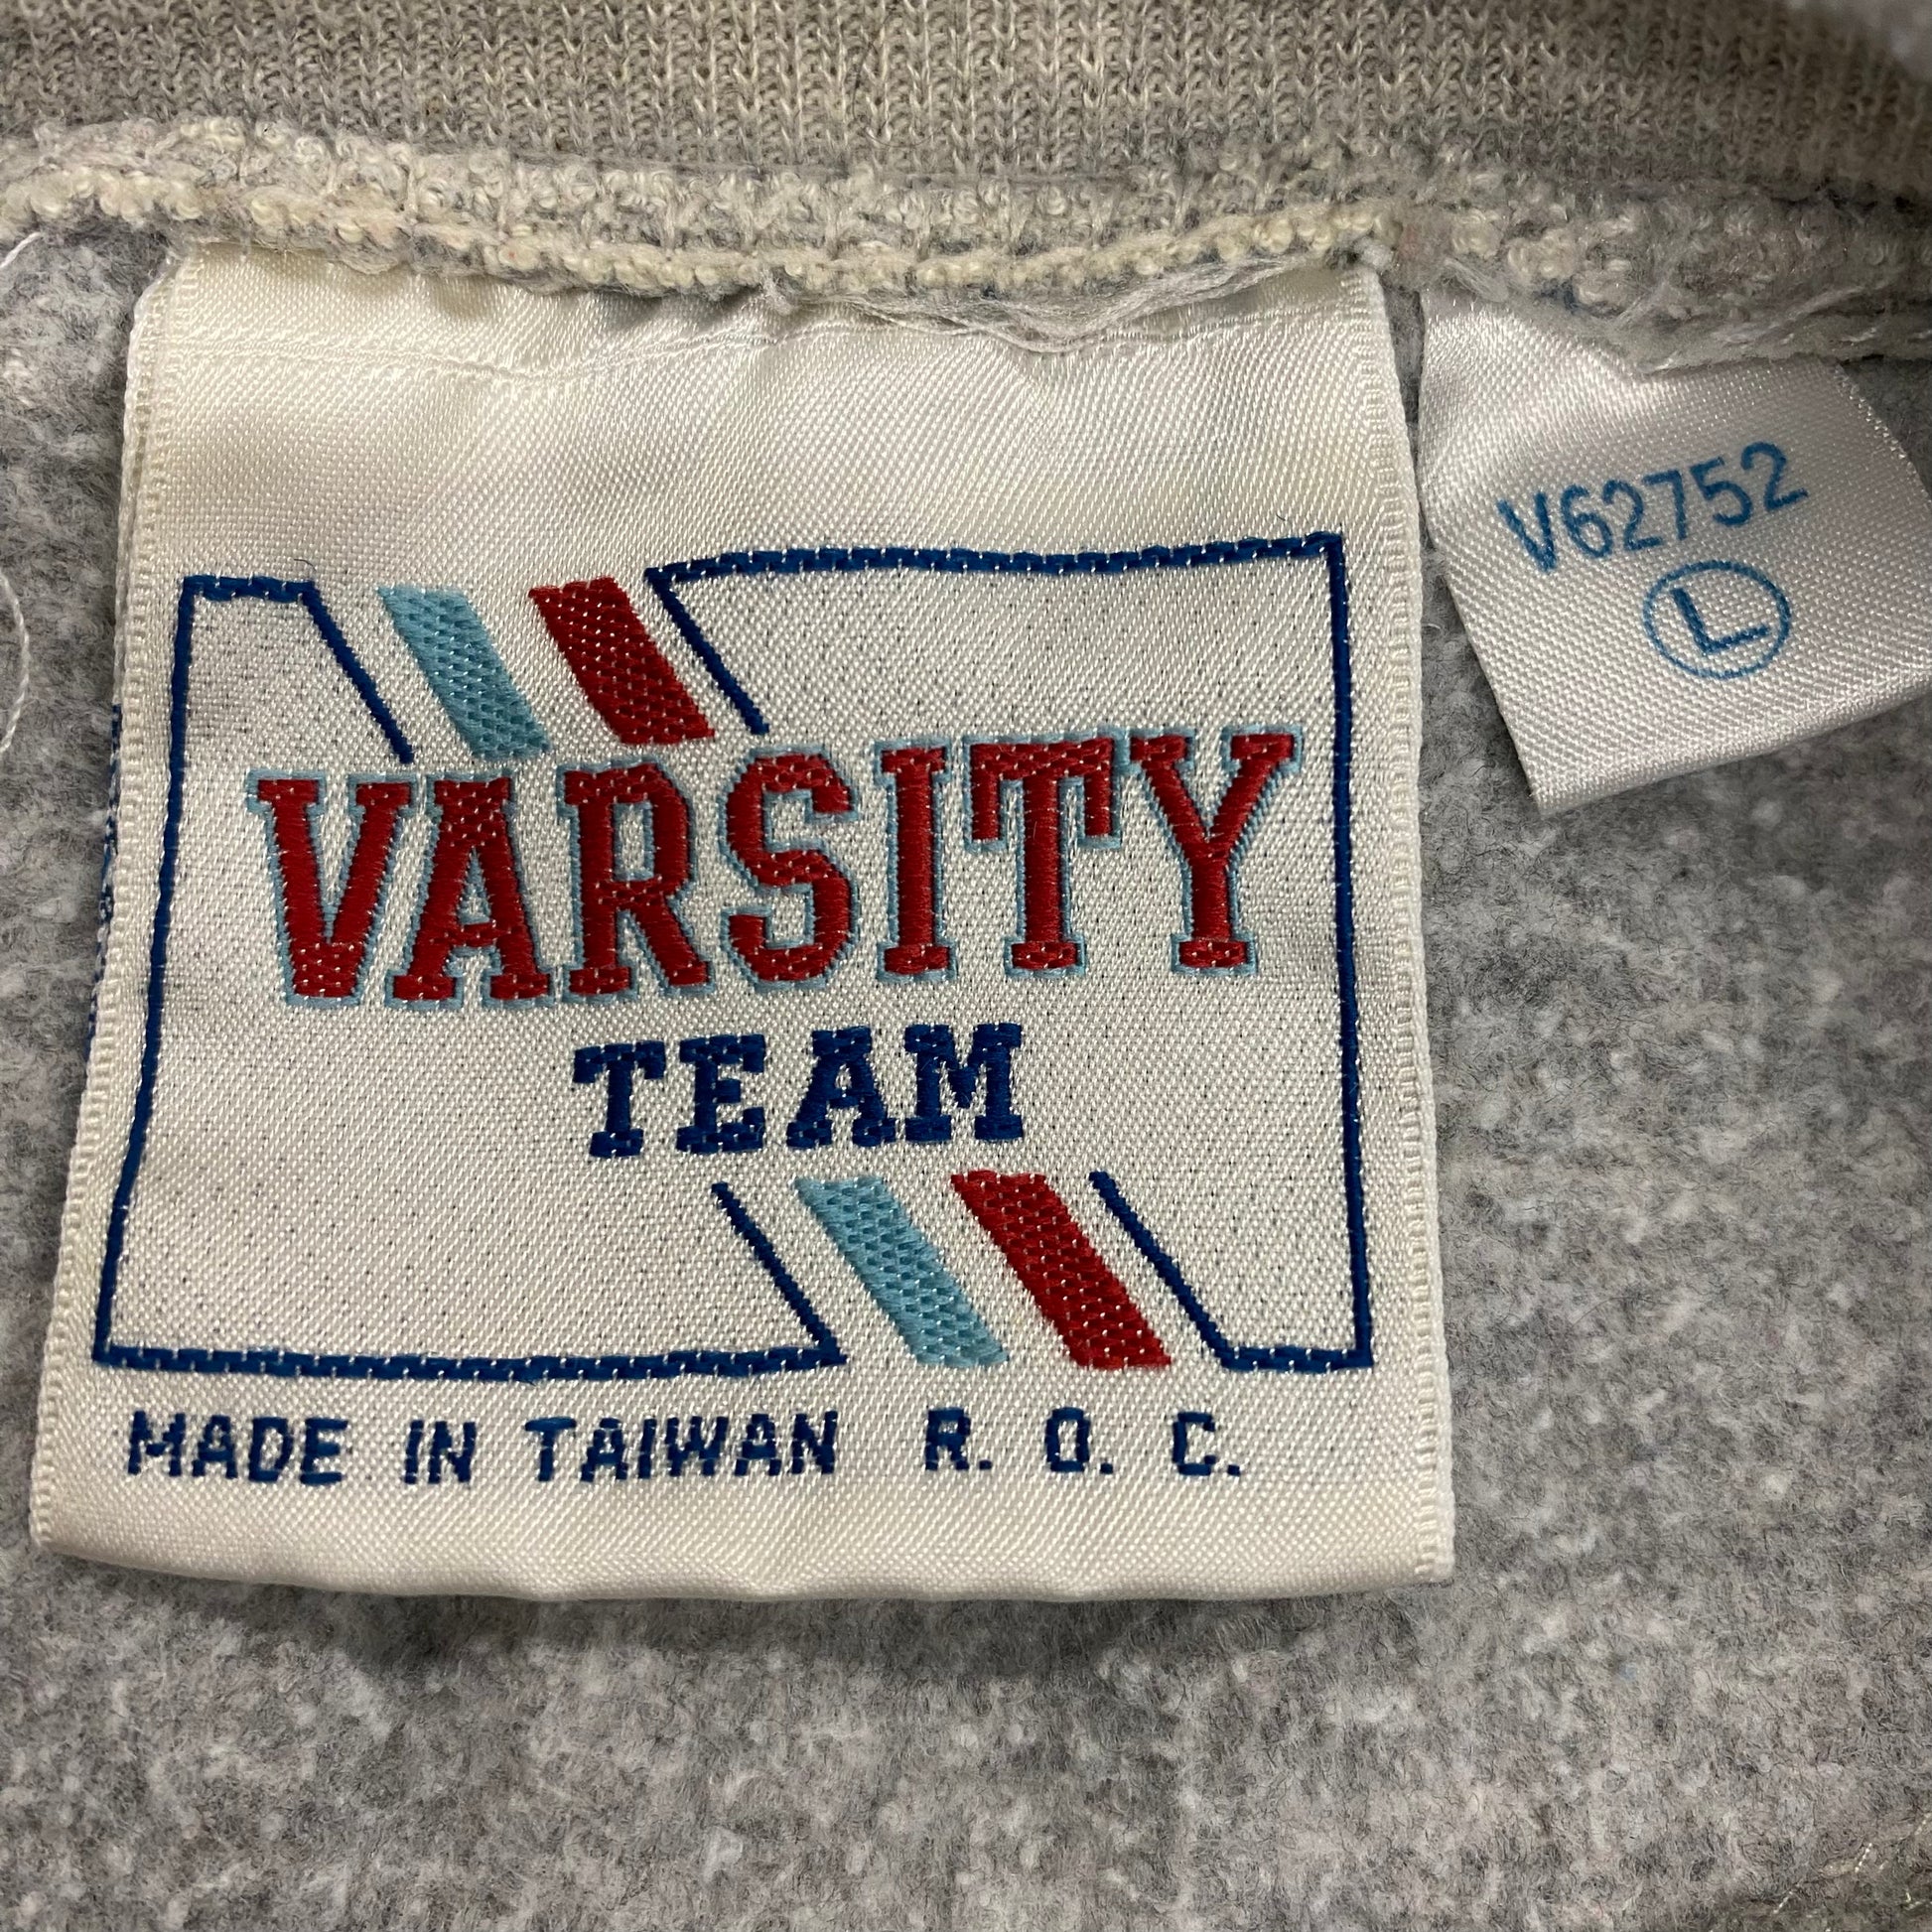 VARSITY
TEAM
MADE IN TAIWAN R. O. C.
V62752
L